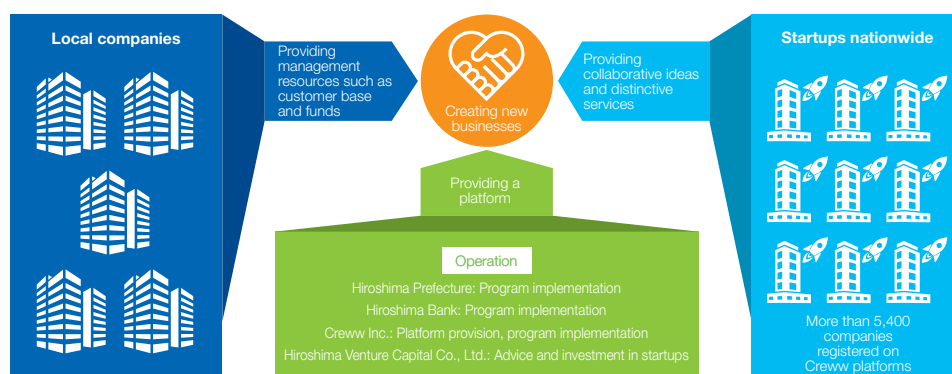 Local companies
Providing
management
resources such as
customer base
and funds
Creating new
businesses
Providing
collaborative ideas
and distinctive
services
Startups nationwide
More than 5,400
companies
registered on
Creww platforms
Providing a
platform
Operation
Hiroshima Prefecture: Program implementation
Hiroshima Bank: Program implementation
Creww Inc.: Platform provision, program implementation
Hiroshima Venture Capital Co., Ltd.: Advice and investment in startups